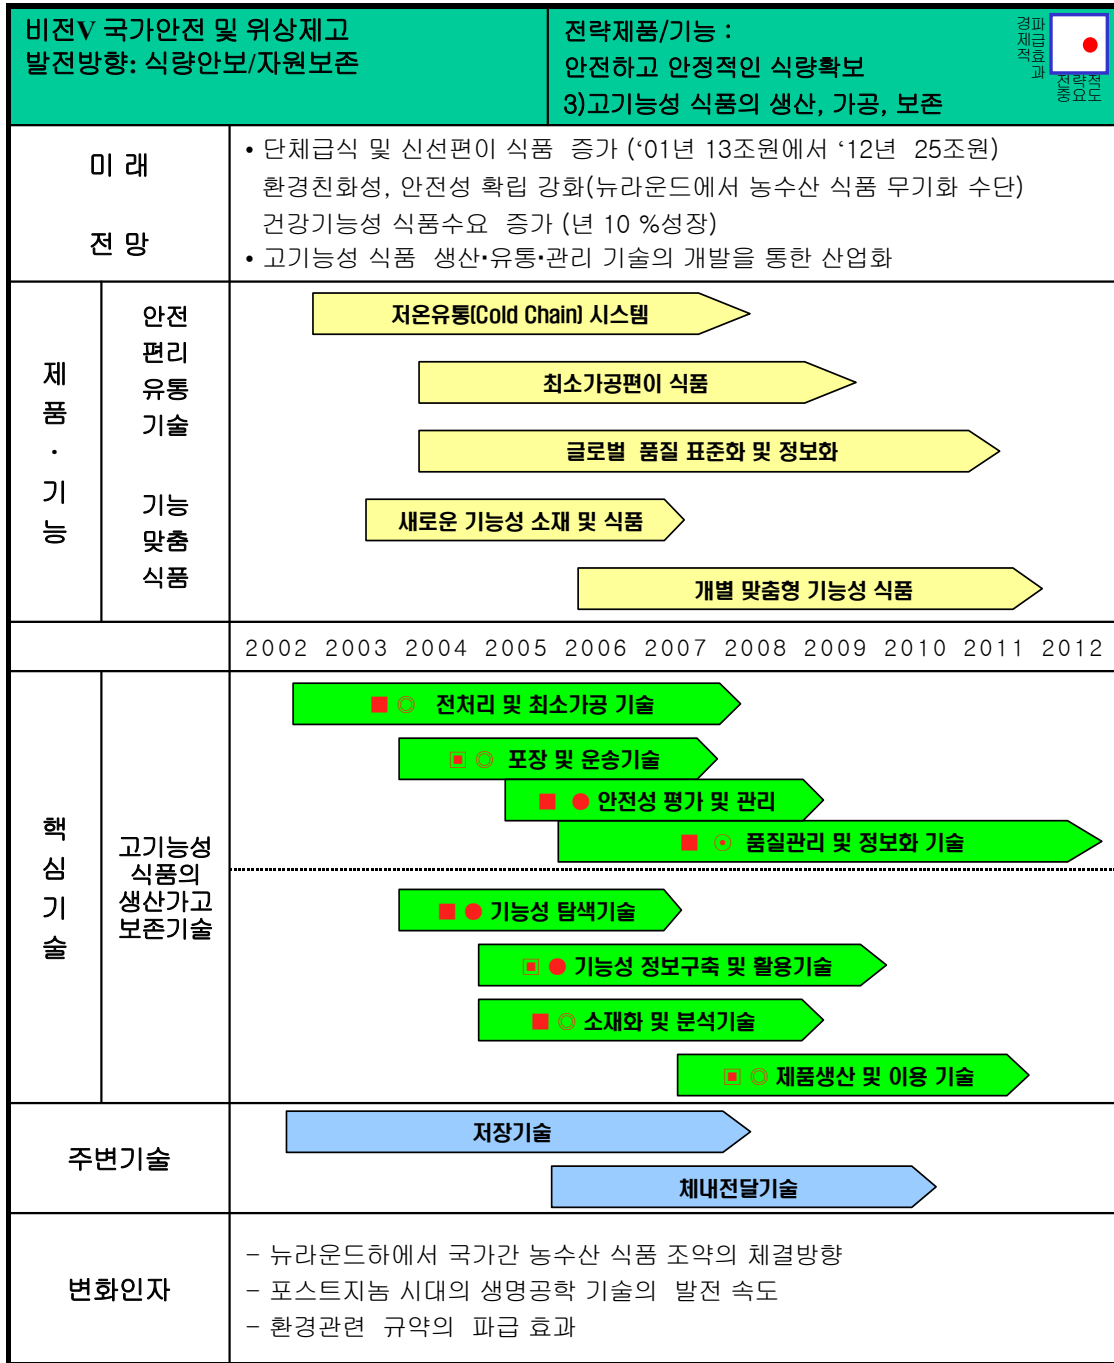 비전V 국가안전 및 위상제고
발전방향: 식량안보/자원보존
전략제품/기능 :
안전하고 안정적인 식량확보
3)고기능성 식품의 생산, 가공, 보존
경제적
파급효과
전략적
중요도
미 래
전 망
• 단체급식 및 신선편이 식품 증가 (‘01년 13조원에서 ‘12년 25조원)
환경친화성, 안전성 확립 강화(뉴라운드에서 농수산 식품 무기화 수단)
건강기능성 식품수요 증가 (년 10 %성장)
• 고기능성 식품 생산·유통·관리 기술의 개발을 통한 산업화
제품·기능
안전
편리
유통
기술
기능
맞춤
식품
저온유통(Cold Chain) 시스템
최소가공편이 식품
글로벌 품질 표준화 및 정보화
새로운 기능성 소재 및 식품
개별 맞춤형 기능성 식품
2002 2003 2004 2005 2006 2007 2008 2009 2010 2011 2012
핵심기술
고기능성
식품의
생산가고
보존기술
■ ◎ 전처리 및 최소가공 기술
▣ ◎ 포장 및 운송기술
■ ● 안전성 평가 및 관리
■ ⊙ 품질관리 및 정보화 기술
■ ● 기능성 탐색기술
▣ ● 기능성 정보구축 및 활용기술
■ ◎ 소재화 및 분석기술
▣ ◎ 제품생산 및 이용 기술
주변기술
저장기술
체내전달기술
변화인자
– 뉴라운드하에서 국가간 농수산 식품 조약의 체결방향
– 포스트지놈 시대의 생명공학 기술의 발전 속도
– 환경관련 규약의 파급 효과